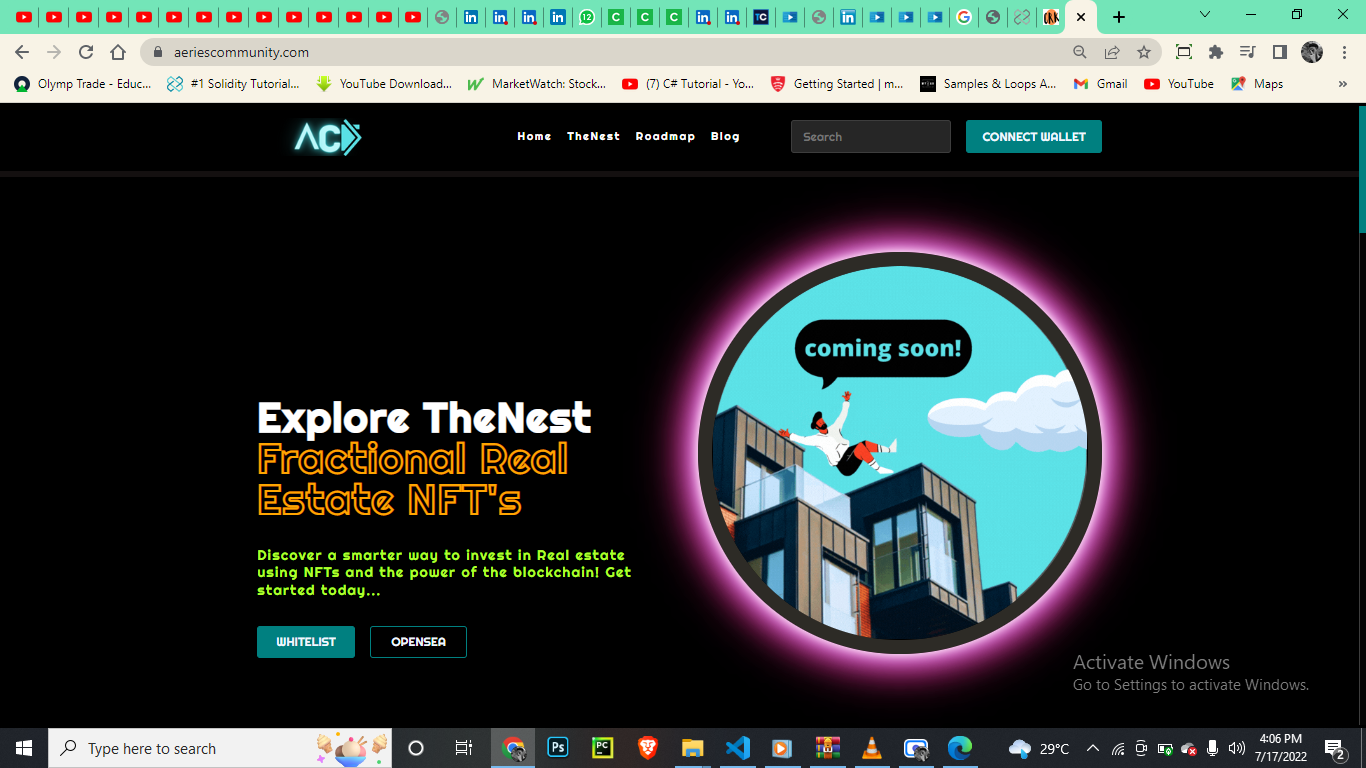 12
C
C
C
TC
ORK
aeriescommunity.com
Olymp Trade - Educ...
#1 Solidity Tutorial...
YouTube Download...
MarketWatch: Stock...
(7) C# Tutorial - Yo...
Getting Started | m...
Samples & Loops A...
Gmail
YouTube
Maps
AC
Home
TheNest
Roadmap
Blog
Search
CONNECT WALLET
coming soon!
Explore TheNest
Fractional Real
Estate NFT's
Discover a smarter way to invest in Real estate
using NFTs and the power of the blockchain! Get
started today...
WHITELIST
OPENSEA
Activate Windows
Go to Settings to activate Windows.
Type here to search
Ps
PC
29°C
4:06 PM
7/17/2022
2